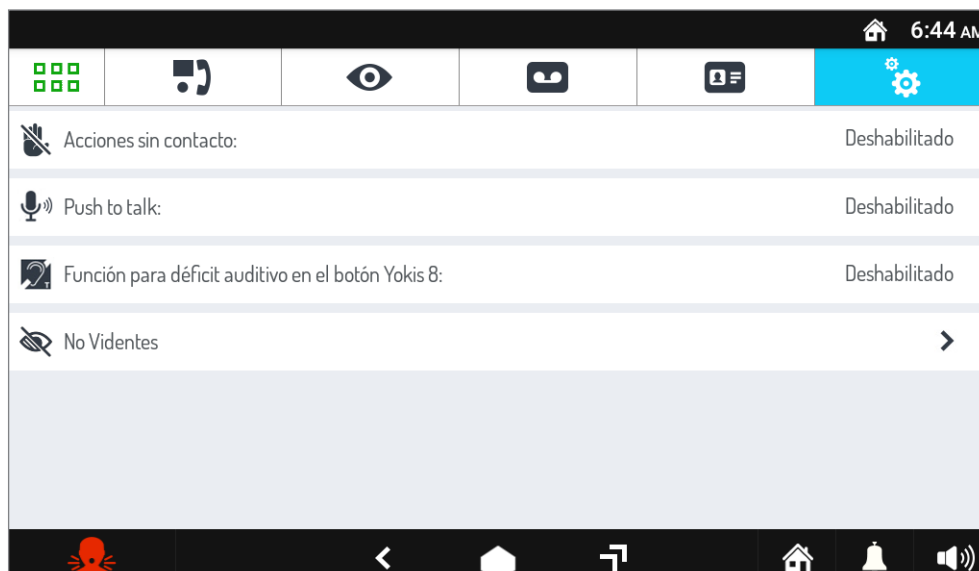 6:44 AM
Acciones sin contacto: Deshabilitado
Push to talk: Deshabilitado
Función para déficit auditivo en el botón Yokis 8: Deshabilitado
T
No Videntes